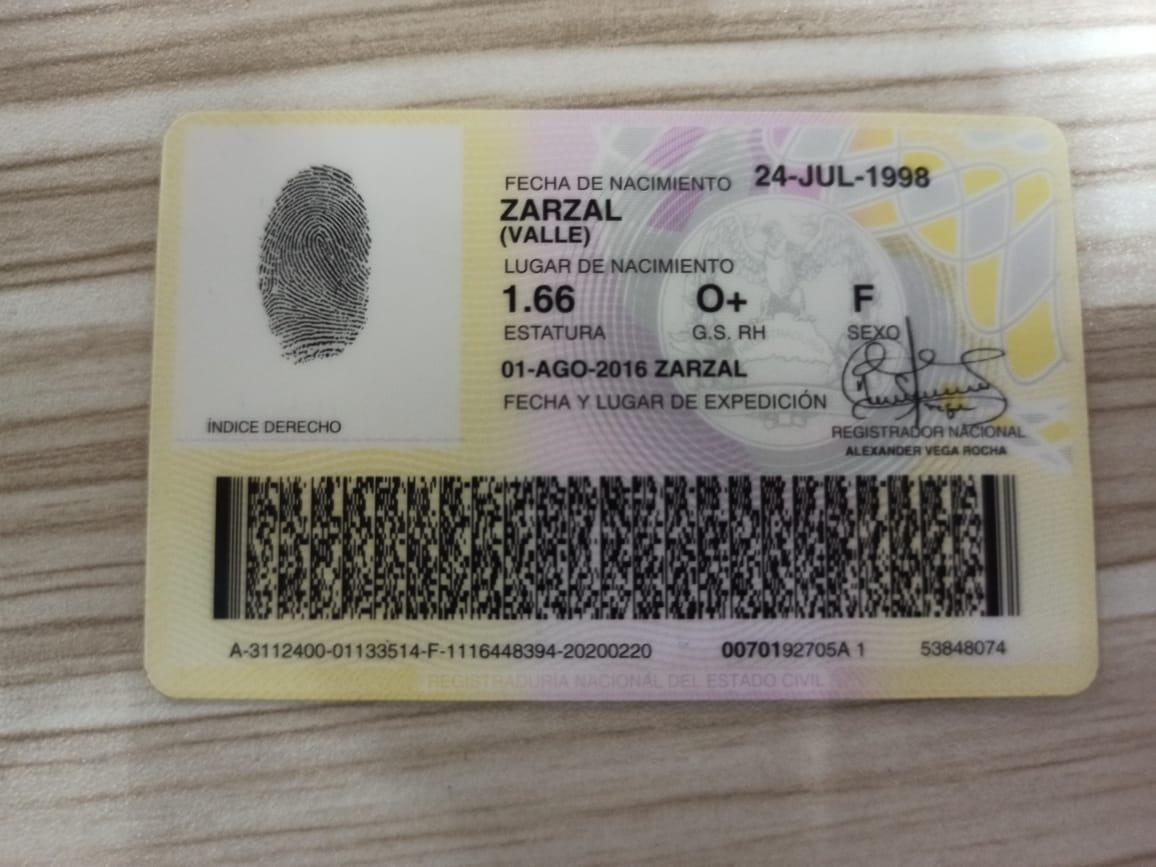 FECHA DE NACIMIENTO 24-JUL-1998
ZARZAL
(VALLE)
LUGAR DE NACIMIENTO
1.66 O+ F
ESTATURA G.S. RH SEXO
01-AGO-2016 ZARZAL
FECHA Y LUGAR DE EXPEDICIÓN
ÍNDICE DERECHO
REGISTRADOR NACIONAL
ALEXANDER VEGA ROCHA
A-3112400-01133514-F-1116448394-20200220 0070192705A 1 53848074
REGISTRADURÍA NACIONAL DEL ESTADO CIVIL